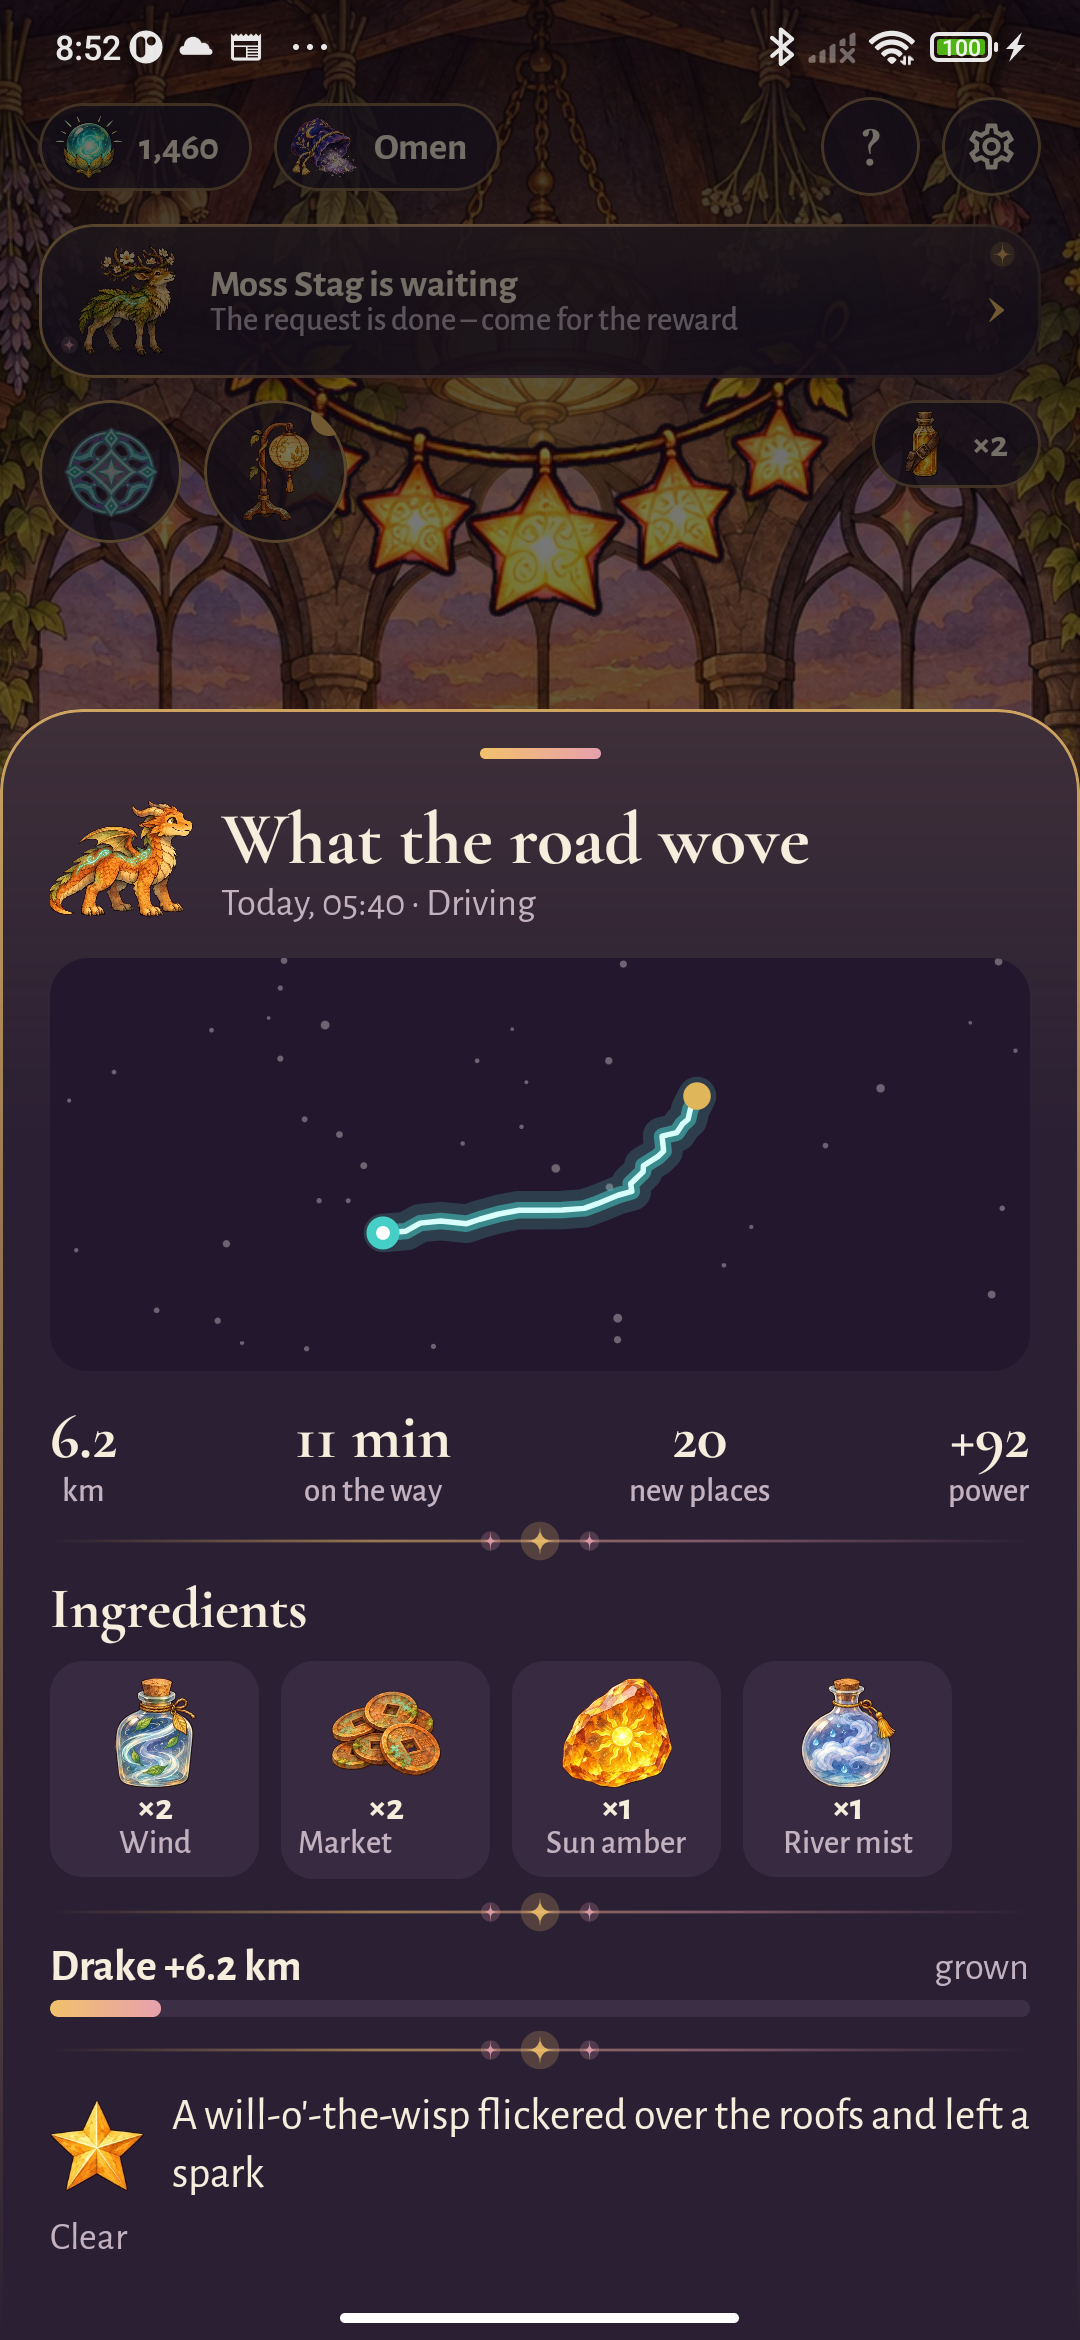 8:52
100
1,460
Omen
?
Moss Stag is waiting
The request is done – come for the reward
×2
What the road wove
Today, 05:40 · Driving
6.2
km
11 min
on the way
20
new places
+92
power
Ingredients
×2
Wind
×2
Market
×1
Sun amber
×1
River mist
Drake +6.2 km
grown
A will-o'-the-wisp flickered over the roofs and left a
spark
Clear